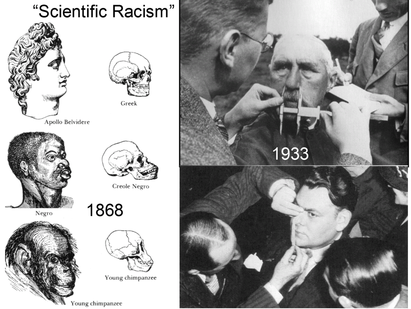 “Scientific Racism”
Greek
Apollo Belvidere
Creole Negro
Negro
1868
Young chimpanzee
Young chimpanzee
1933